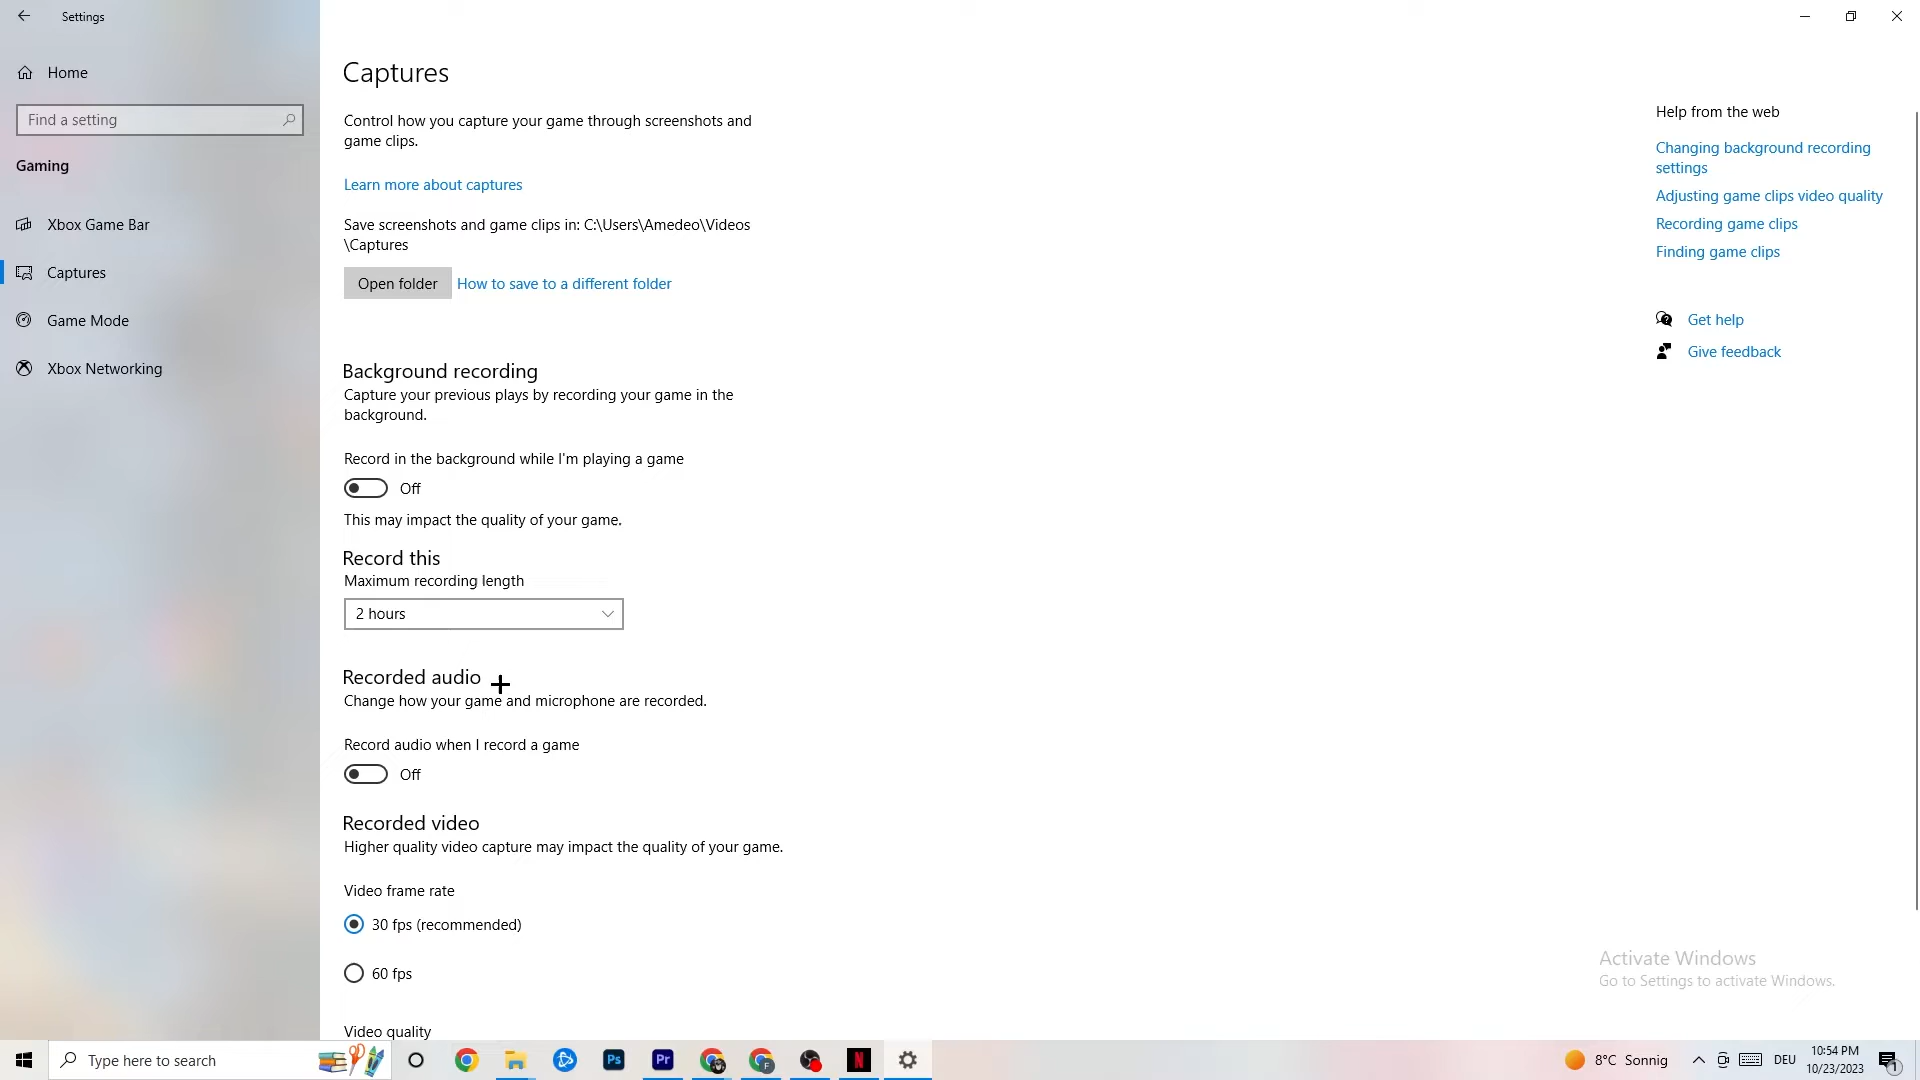 Settings
Home
Find a setting
Gaming
Xbox Game Bar
Captures
Game Mode
Xbox Networking
Captures
Control how you capture your game through screenshots and
game clips.
Learn more about captures
Save screenshots and game clips in: C:\Users\Amedeo\Videos
\Captures
Open folder
How to save to a different folder
Background recording
Capture your previous plays by recording your game in the
background.
Record in the background while I'm playing a game
Off
This may impact the quality of your game.
Record this
Maximum recording length
2 hours
Recorded audio
Change how your game and microphone are recorded.
Record audio when I record a game
Off
Recorded video
Higher quality video capture may impact the quality of your game.
Video frame rate
30 fps (recommended)
60 fps
Video quality
Help from the web
Changing background recording
settings
Adjusting game clips video quality
Recording game clips
Finding game clips
Get help
Give feedback
Activate Windows
Go to Settings to activate Windows.
Type here to search
Ps
Pr
F
N
8°C Sonnig
DEU
10:54 PM
10/23/2023
1